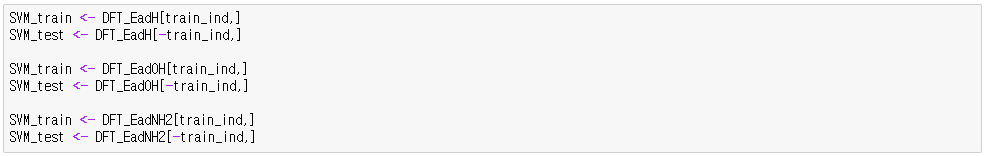 SVM_train <- DFT_EadH[train_ind,]
SVM_test <- DFT_EadH[-train_ind,]
SVM_train <- DFT_EadOH[train_ind,]
SVM_test <- DFT_EadOH[-train_ind,]
SVM_train <- DFT_EadNH2[train_ind,]
SVM_test <- DFT_EadNH2[-train_ind,]